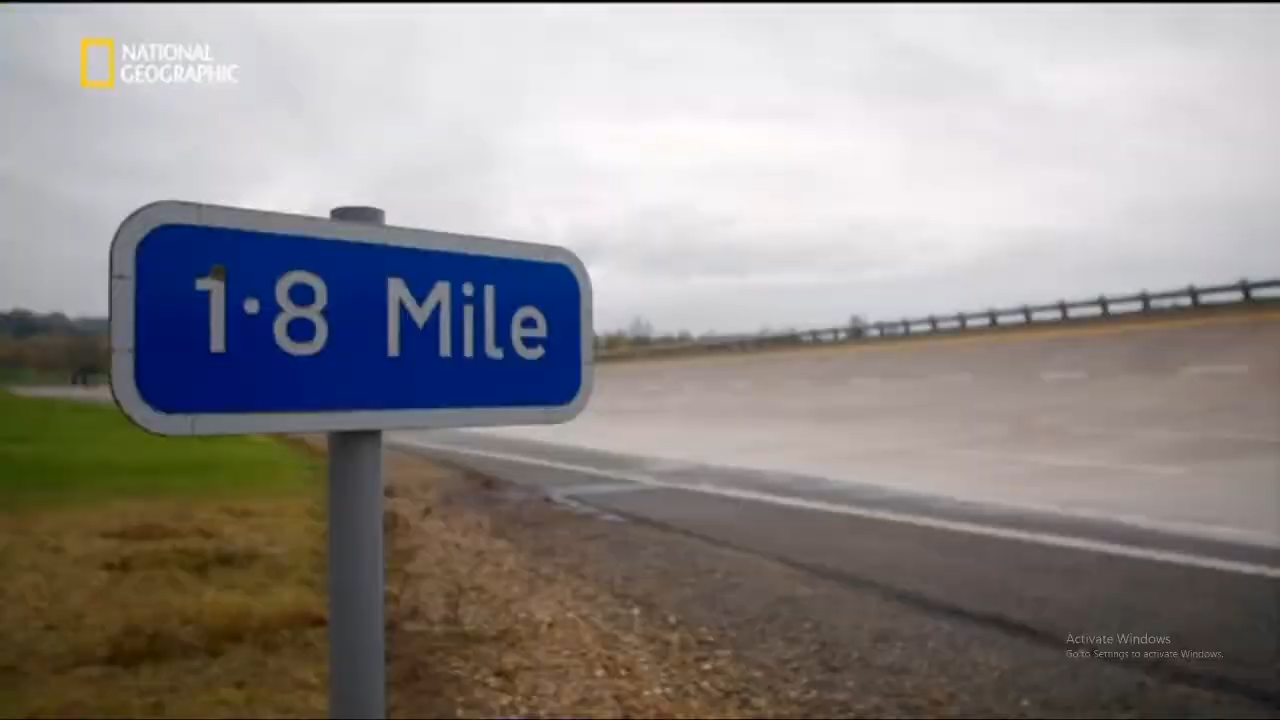 NATIONAL
GEOGRAPHIC
1·8 Mile
Activate Windows
Go to Settings to activate Windows.